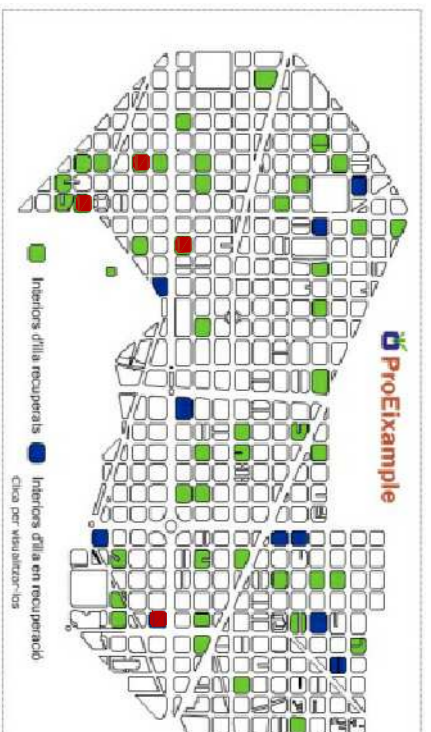 ProEixample
Interiors d'illa recuperats
Interiors d'illa en recuperació
Clica per visualitzar-los